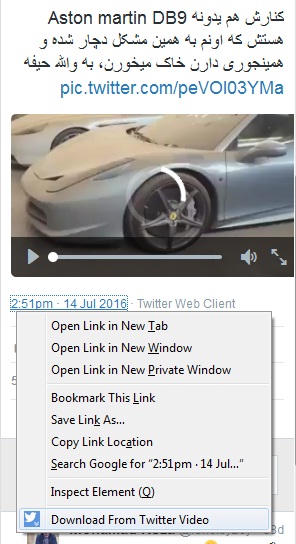 کنارش هم یدونه Aston martin DB9
هستش که اونم به همین مشکل دچار شده و
همینجوری دارن خاک میخورن، به والله حیفه
pic.twitter.com/peVOl03YMa
2:51pm · 14 Jul 2016 · Twitter Web Client
Open Link in New Tab
Open Link in New Window
Open Link in New Private Window
Bookmark This Link
Save Link As...
Copy Link Location
Search Google for “2:51pm · 14 Jul...”
Inspect Element (Q)
Download From Twitter Video